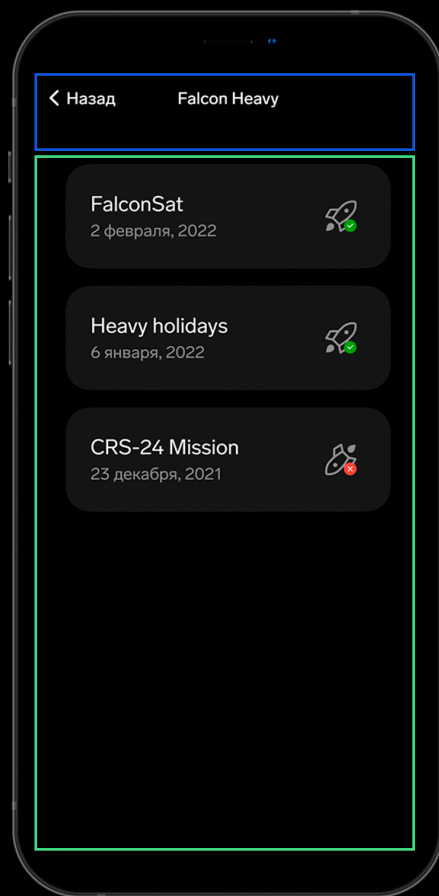 Назад
Falcon Heavy
FalconSat
2 февраля, 2022
Heavy holidays
6 января, 2022
CRS-24 Mission
23 декабря, 2021